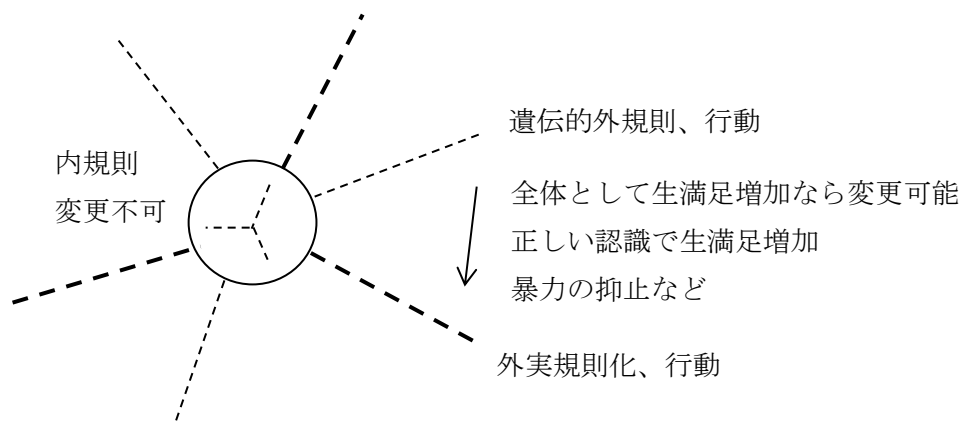 遺伝的外規則、行動
内規則
変更不可
全体として生満足増加なら変更可能
正しい認識で生満足増加
暴力の抑止など
外実規則化、行動